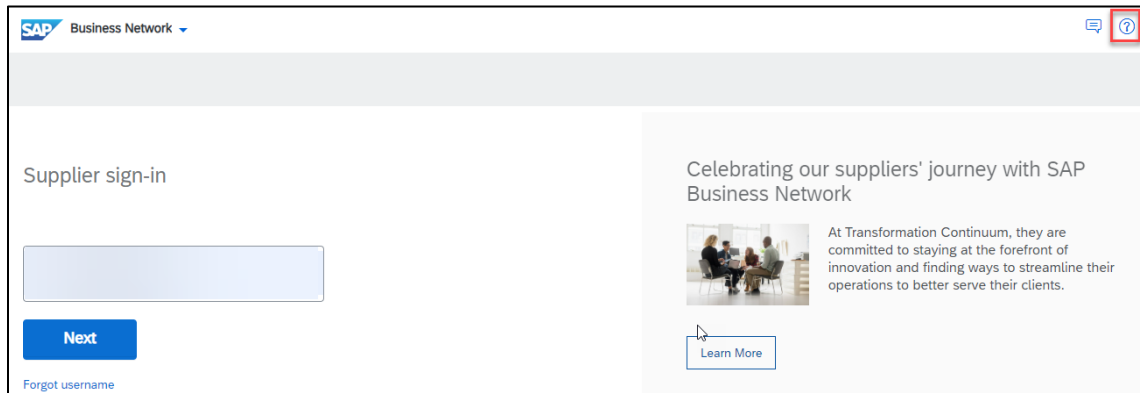 SAP Business Network
Supplier sign-in
Next
Forgot username
Celebrating our suppliers' journey with SAP
Business Network
At Transformation Continuum, they are
committed to staying at the forefront of
innovation and finding ways to streamline their
operations to better serve their clients.
Learn More